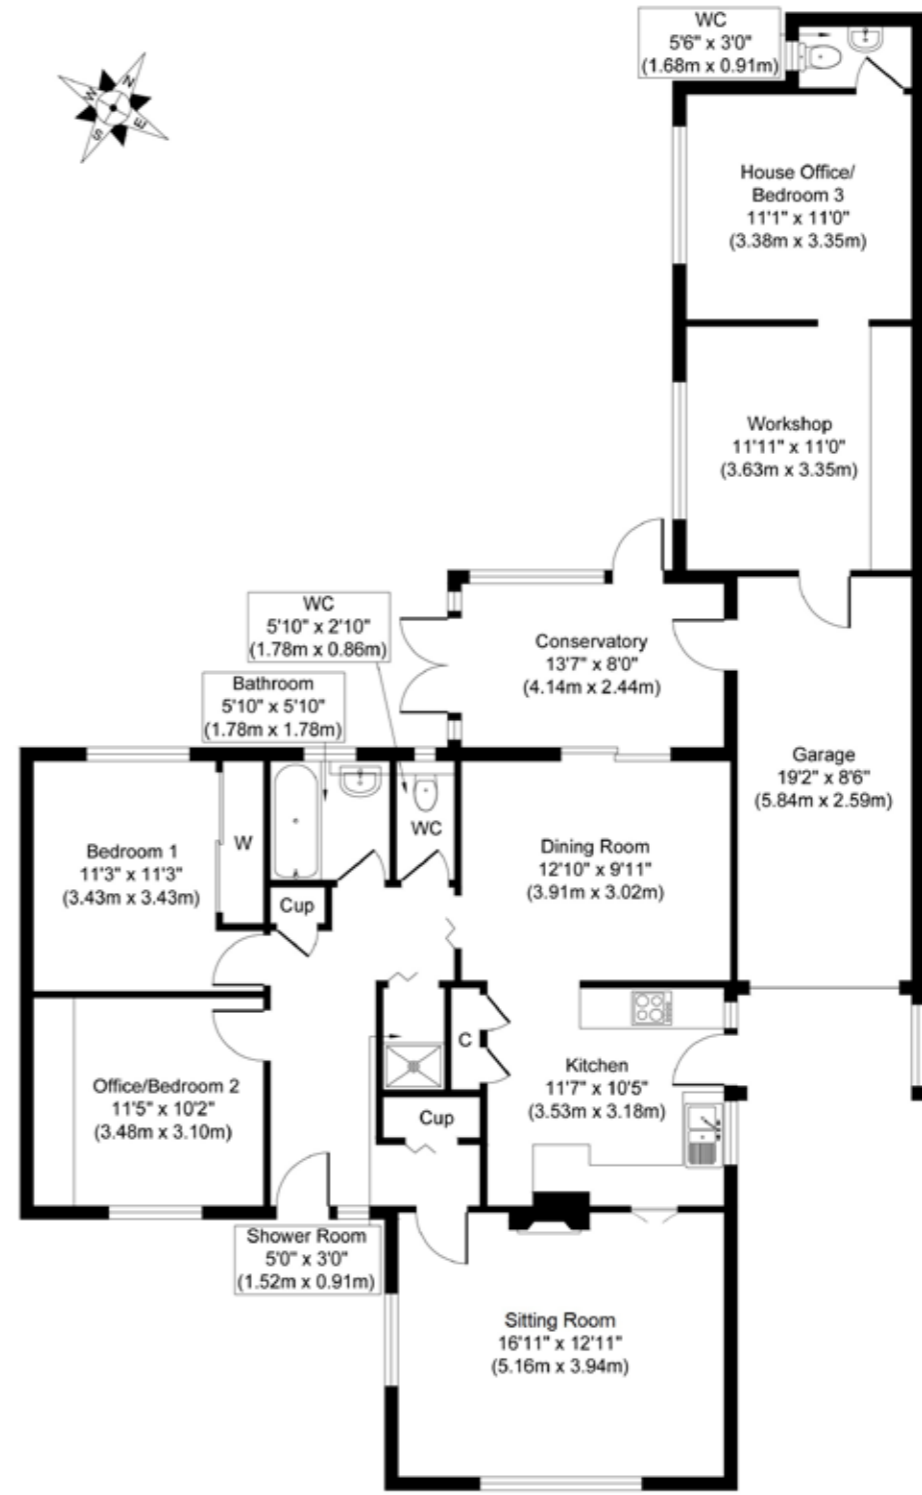 WC
5'6" x 3'0"
(1.68m x 0.91m)
N
W
E
S
House Office/
Bedroom 3
11'1" x 11'0"
(3.38m x 3.35m)
Workshop
11'11" x 11'0"
(3.63m x 3.35m)
WC
5'10" x 2'10"
(1.78m x 0.86m)
Conservatory
13'7" x 8'0"
(4.14m x 2.44m)
Bathroom
5'10" x 5'10"
(1.78m x 1.78m)
Garage
19'2" x 8'6"
(5.84m x 2.59m)
Bedroom 1
11'3" x 11'3"
(3.43m x 3.43m)
W
WC
Dining Room
12'10" x 9'11"
(3.91m x 3.02m)
Cup
C
Kitchen
11'7" x 10'5"
(3.53m x 3.18m)
Office/Bedroom 2
11'5" x 10'2"
(3.48m x 3.10m)
Cup
Shower Room
5'0" x 3'0"
(1.52m x 0.91m)
Sitting Room
16'11" x 12'11"
(5.16m x 3.94m)